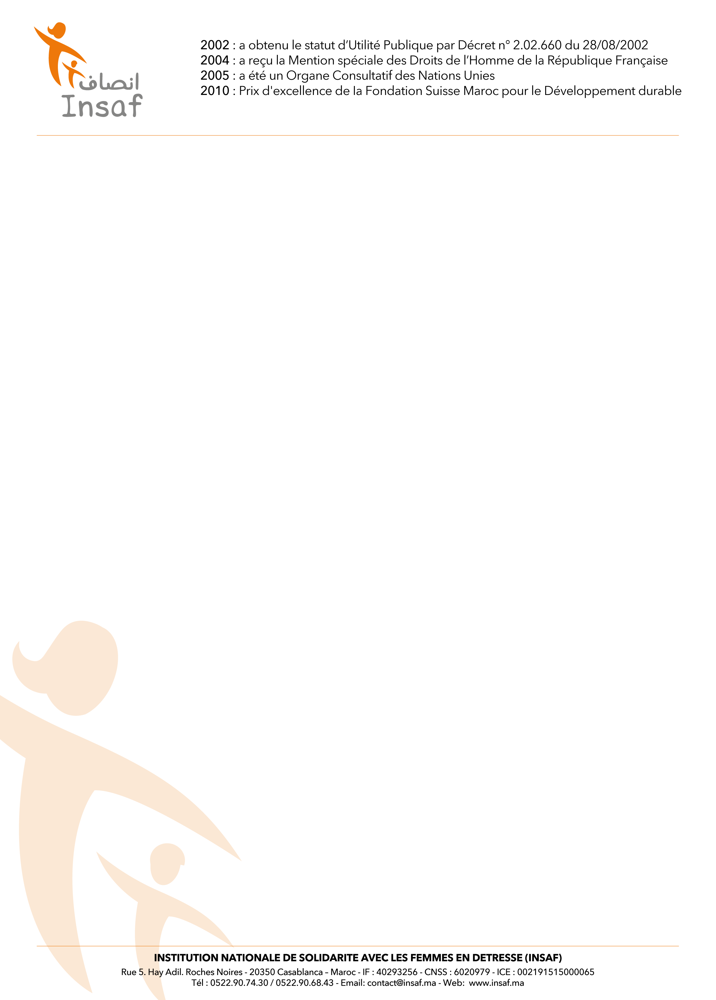 انصاف
Insaf
2002 : a obtenu le statut d’Utilité Publique par Décret n° 2.02.660 du 28/08/2002
2004 : a reçu la Mention spéciale des Droits de l’Homme de la République Française
2005 : a été un Organe Consultatif des Nations Unies
2010 : Prix d'excellence de la Fondation Suisse Maroc pour le Développement durable
INSTITUTION NATIONALE DE SOLIDARITE AVEC LES FEMMES EN DETRESSE (INSAF)
Rue 5. Hay Adil. Roches Noires - 20350 Casablanca – Maroc - IF : 40293256 - CNSS : 6020979 - ICE : 002191515000065
Tél : 0522.90.74.30 / 0522.90.68.43 - Email: contact@insaf.ma - Web: www.insaf.ma